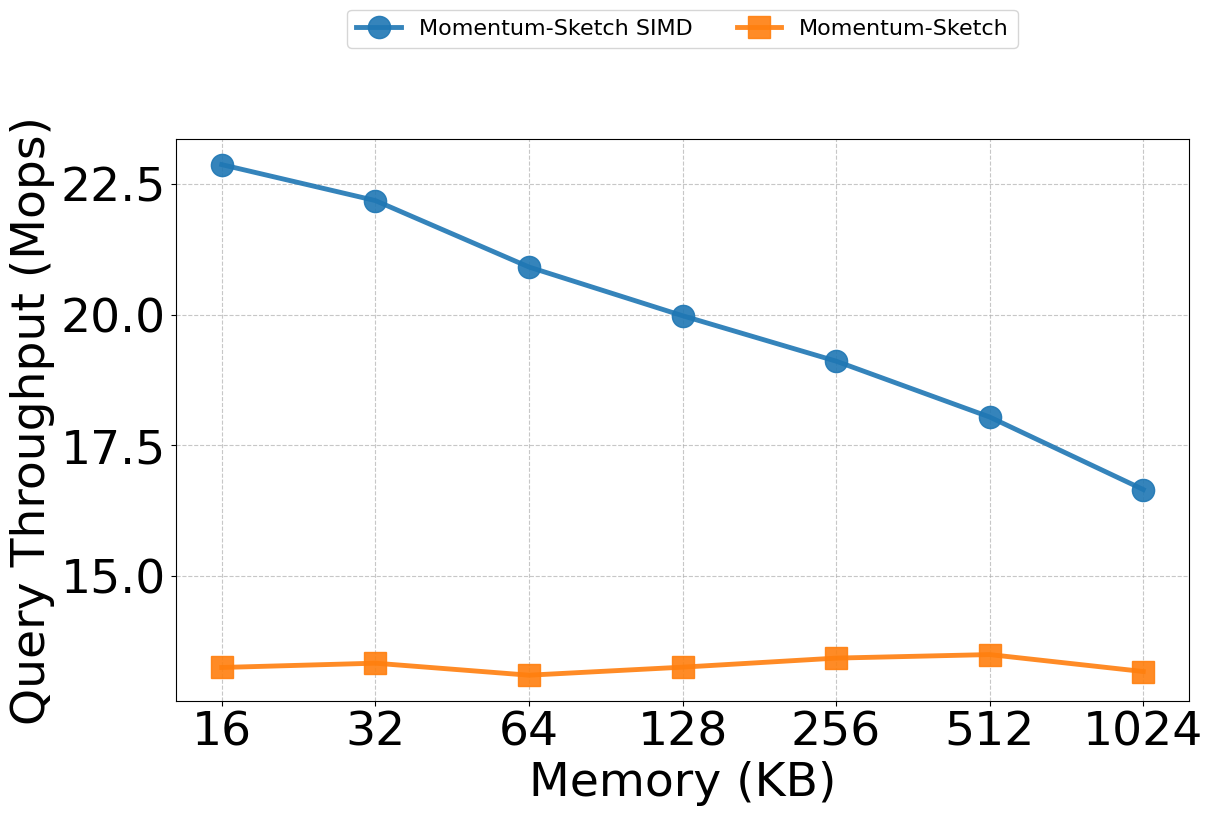 Momentum-Sketch SIMD
Momentum-Sketch
Query Throughput (Mops)
22.5
20.0
17.5
15.0
16 32 64 128 256 512 1024
Memory (KB)